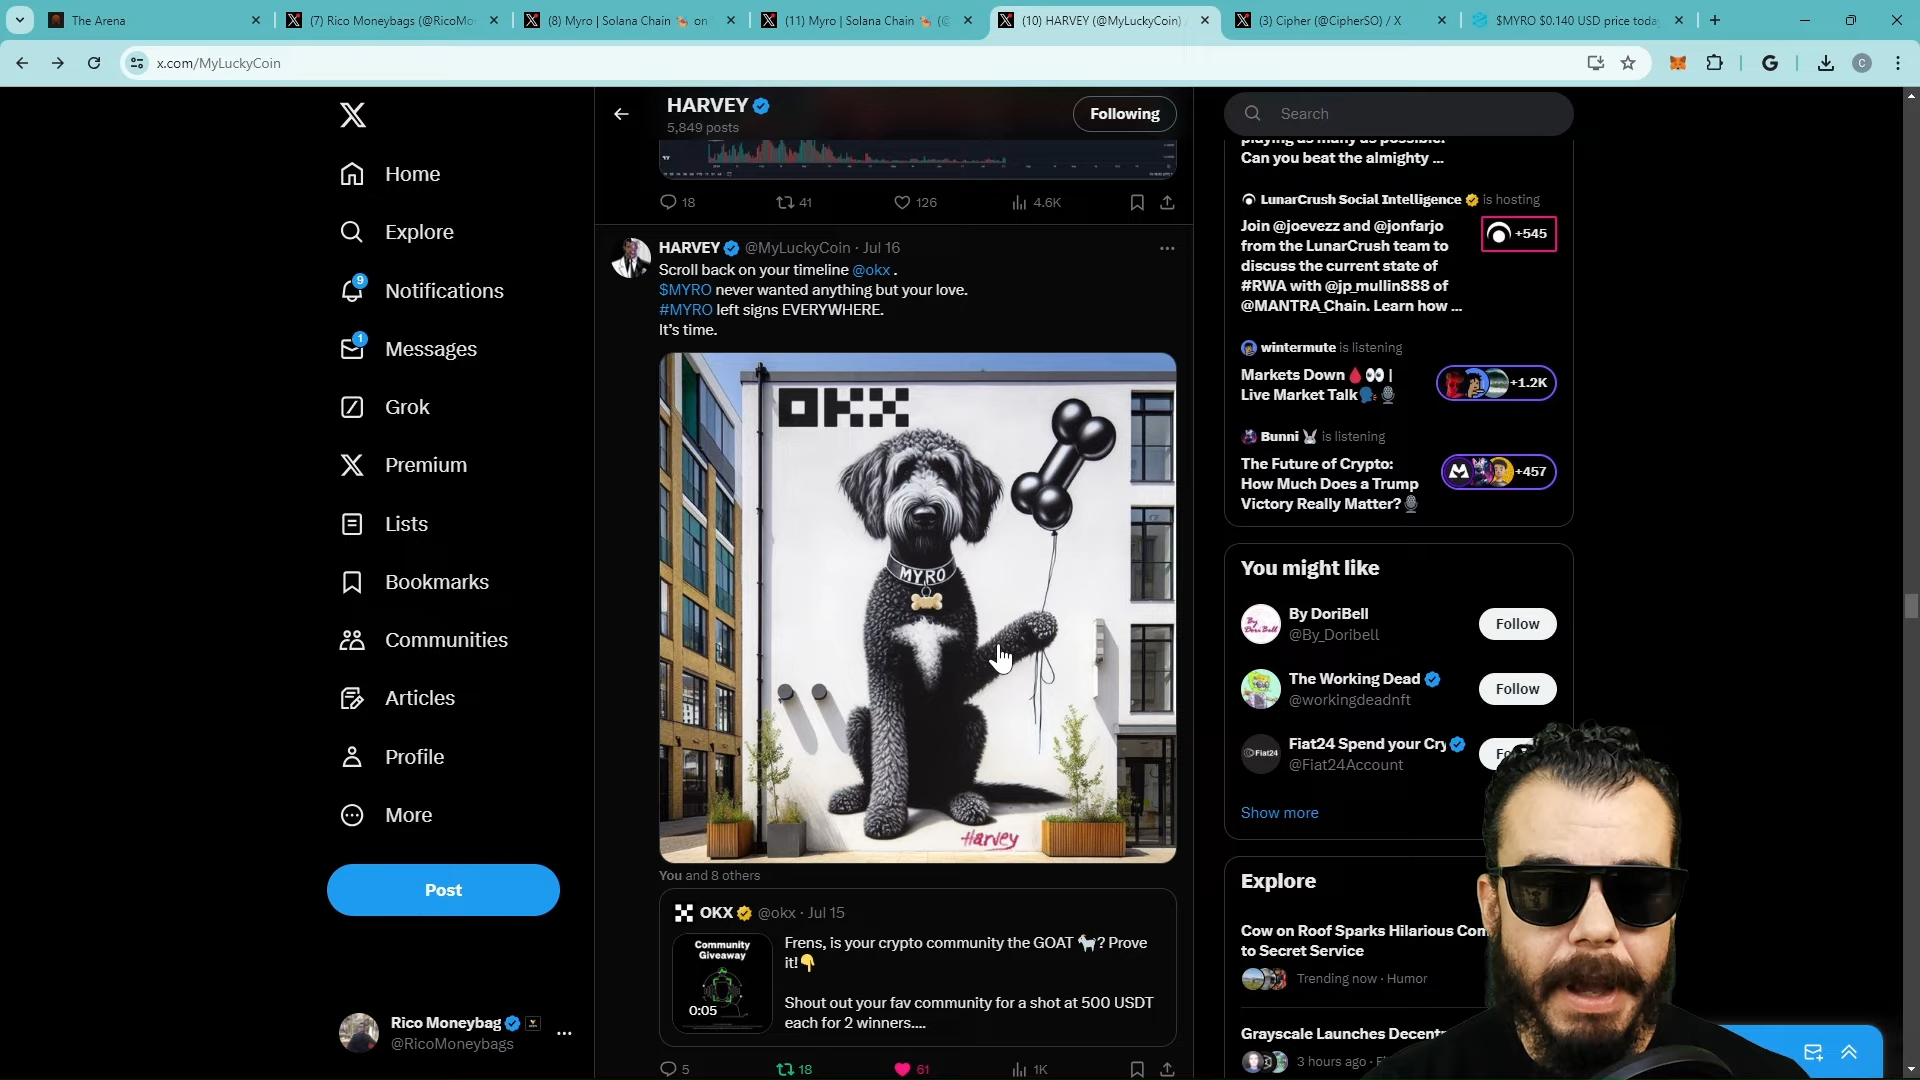 The Arena
(7) Rico Moneybags (@RicoMo
(8) Myro | Solana Chain on
(11) Myro | Solana Chain (@
(10) HARVEY (@MyLuckyCoin)
(3) Cipher (@CipherSO) / X
$MYRO $0.140 USD price today
x.com/MyLuckyCoin
C
Home
Explore
9
Notifications
1
Messages
Grok
Premium
Lists
Bookmarks
Communities
Articles
Profile
More
Post
Rico Moneybag
@RicoMoneybags
HARVEY
5,849 posts
Following
18
41
126
4.6K
HARVEY @MyLuckyCoin · Jul 16
Scroll back on your timeline @okx .
$MYRO never wanted anything but your love.
#MYRO left signs EVERYWHERE.
It's time.
OKX
MYRO
Harvey
You and 8 others
OKX @okx · Jul 15
Community
Giveaway
0:05
Frens, is your crypto community the GOAT 🐐? Prove
it!👇
Shout out your fav community for a shot at 500 USDT
each for 2 winners....
5
18
61
1K
Search
playing as many as possible.
Can you beat the almighty ...
LunarCrush Social Intelligence is hosting
Join @joevezz and @jonfarjo
from the LunarCrush team to
discuss the current state of
#RWA with @jp_mullin888 of
@MANTRA_Chain. Learn how ...
+545
wintermute is listening
Markets Down 🩸👀 |
Live Market Talk🗣️🎙️
+1.2K
Bunni 🐰 is listening
The Future of Crypto:
How Much Does a Trump
Victory Really Matter?🎙️
+457
You might like
By DoriBell
@By_Doribell
Follow
The Working Dead
@workingdeadnft
Follow
Fiat24
Fiat24 Spend your Cry
@Fiat24Account
Show more
Explore
Cow on Roof Sparks Hilarious Com
to Secret Service
Trending now · Humor
Grayscale Launches Decentr
3 hours ago ·